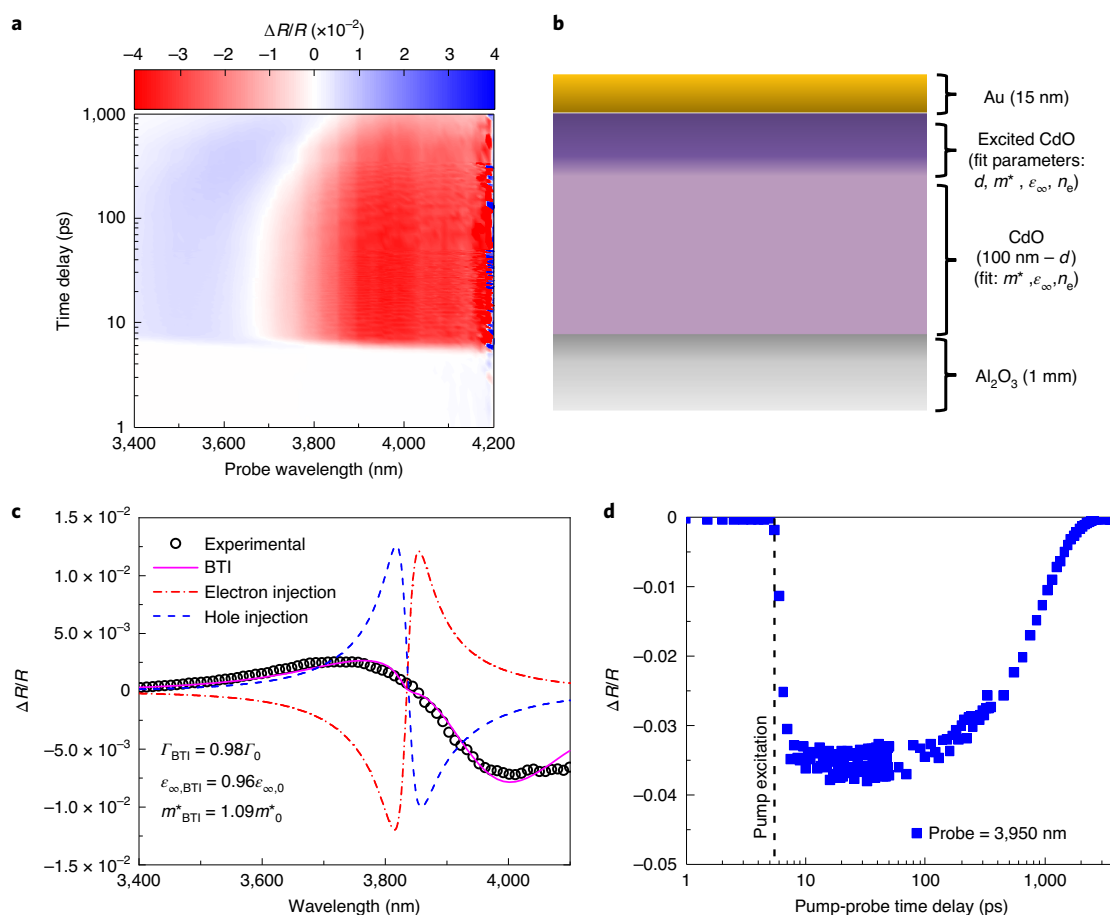 a
ΔR/R (×10⁻²)
−4 −3 −2 −1 0 1 2 3 4
1,000
100
10
1
Time delay (ps)
3,400 3,600 3,800 4,000 4,200
Probe wavelength (nm)
b
Au (15 nm)
Excited CdO
(fit parameters:
d, m*, ε∞, nₑ)
CdO
(100 nm – d)
(fit: m*,ε∞,nₑ)
Al₂O₃ (1 mm)
c
1.5 × 10⁻²
1.0 × 10⁻²
5.0 × 10⁻³
0
−5.0 × 10⁻³
−1.0 × 10⁻²
−1.5 × 10⁻²
ΔR/R
Experimental
BTI
Electron injection
Hole injection
Γ_BTI = 0.98Γ₀
ε∞,BTI = 0.96ε∞,0
m*_BTI = 1.09m*₀
3,400 3,600 3,800 4,000
Wavelength (nm)
d
0
−0.01
−0.02
−0.03
−0.04
−0.05
ΔR/R
Pump excitation
Probe = 3,950 nm
1 10 100 1,000
Pump-probe time delay (ps)